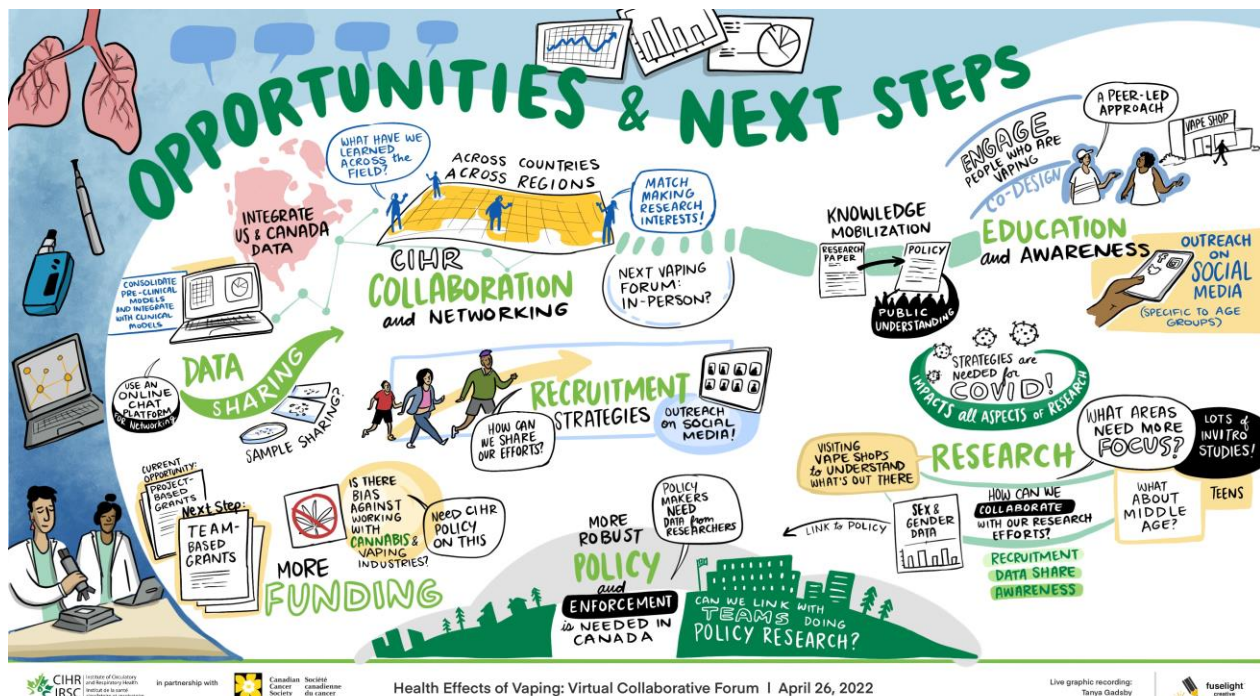 OPPORTUNITIES & NEXT STEPS
INTEGRATE
US & CANADA
DATA
WHAT HAVE WE
LEARNED
ACROSS the
FIELD?
ACROSS COUNTRIES
ACROSS REGIONS
MATCH
MAKING
RESEARCH
INTERESTS!
CIHR
COLLABORATION
and NETWORKING
NEXT VAPING
FORUM:
IN-PERSON?
KNOWLEDGE
MOBILIZATION
RESEARCH
PAPER
POLICY
PUBLIC
UNDERSTANDING
ENGAGE
PEOPLE WHO ARE
VAPING
CO-DESIGN
A PEER-LED
APPROACH
VAPE SHOP
EDUCATION
and AWARENESS
OUTREACH
ON
SOCIAL
MEDIA
(SPECIFIC TO AGE
GROUPS)
CONSOLIDATE
PRE-CLINICAL
MODELS
AND INTEGRATE
WITH CLINICAL
MODELS
DATA
SHARING
USE AN
ONLINE
CHAT
PLATFORM
FOR NETWORKING
SAMPLE SHARING?
RECRUITMENT
STRATEGIES
HOW CAN
WE SHARE
OUR EFFORTS?
OUTREACH
on SOCIAL
MEDIA!
STRATEGIES are
NEEDED for
COVID!
IMPACTS all ASPECTS of RESEARCH
CURRENT
OPPORTUNITY:
PROJECT-
BASED
GRANTS
Next Step:
TEAM-
BASED
GRANTS
IS THERE
BIAS
AGAINST
WORKING
WITH
CANNABIS &
VAPING
INDUSTRIES?
NEED CIHR
POLICY
ON THIS
MORE
FUNDING
MORE
ROBUST
POLICY
and
ENFORCEMENT
is NEEDED IN
CANADA
POLICY
MAKERS
NEED
DATA from
RESEARCHERS
CAN WE LINK WITH
TEAMS DOING
POLICY RESEARCH?
VISITING
VAPE SHOPS
to UNDERSTAND
WHAT'S OUT THERE
RESEARCH
WHAT AREAS
NEED MORE
FOCUS?
LOTS of
INVITRO
STUDIES!
TEENS
WHAT
ABOUT
MIDDLE
AGE?
LINK to POLICY
SEX &
GENDER
DATA
HOW CAN WE
COLLABORATE
WITH OUR RESEARCH
EFFORTS?
RECRUITMENT
DATA SHARE
AWARENESS
CIHR
IRSC
Institute of Circulatory
and Respiratory Health
Institut de la santé
in partnership with
Canadian
Cancer
Society
Société
canadienne
du cancer
Health Effects of Vaping: Virtual Collaborative Forum | April 26, 2022
Live graphic recording:
Tanya Gadsby
fuselight
creative